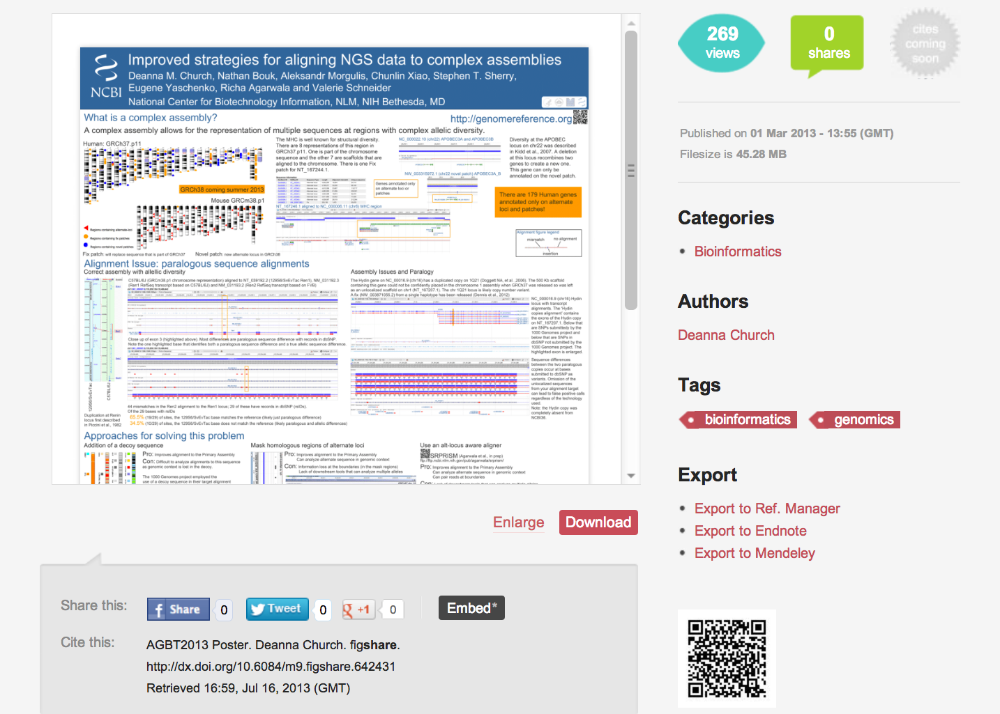 Improved strategies for aligning NGS data to complex assemblies
Deanna M. Church, Nathan Bouk, Aleksandr Morgulis, Chunlin Xiao, Stephen T. Sherry,
Eugene Yaschenko, Richa Agarwala and Valerie Schneider
NCBI
National Center for Biotechnology Information, NLM, NIH Bethesda, MD
What is a complex assembly?
http://genomereference.org
A complex assembly allows for the representation of multiple sequences at regions with complex allelic diversity.
Human: GRCh37.p11
GRCh38 coming summer 2013
Mouse GRCm38.p1
Regions containing alternate-loci
Regions containing fix patches
Regions containing novel patches
Fix patch: will replace sequence that is part of GRCh37
Novel patch: new alternate locus in GRCh38
The MHC is well known for structural diversity.
There are 8 representations of this region in
GRCh37.p11. One is part of the chromosome
sequence and the other 7 are scaffolds that are
aligned to the chromosome. There is one Fix
patch for NT_167244.1.
NT_167246.1 aligned to NC_000006.11 (chr6) MHC region
NC_000022.10 (chr22) APOBEC3A and APOBEC3B
NW_003315972.1 (chr22 novel patch) APOBEC3A_B
Genes annotated only
on alternate loci or
patches
Diversity at the APOBEC
locus on chr22 was described
in Kidd et al., 2007. A deletion
at this locus recombines two
genes to create a new one.
This gene can only be
annotated on the novel patch.
There are 179 Human genes
annotated only on alternate
loci and patches!
Alignment figure legend
mismatch
no alignment
insertion
Alignment Issue: paralogous sequence alignments
Correct assembly with allellic diversity
C57BL/6J (GRCm38.p1 chromosome representation) aligned to NT_039192.2 (129S6/SvEvTac Ren1), NM_031192.3
(Ren1 RefSeq transcript based on C57BL/6J) and NM_031193.2 (Ren2 RefSeq transcript based on FVB)
Close up of exon 3 (highlighted above). Most differences are paralogous sequence difference with records in dbSNP.
Note the one highlighted base that identifies both a paralogous sequence difference and a true allelic sequence difference.
129S6/SvEvTac
C57BL/6J
Duplication at Renin
locus first described
in Piccini et al., 1982
44 mismatches in the Ren2 alignment to the Ren1 locus; 29 of these have records in dbSNP (rsIDs).
Of the 29 bases with rsIDs
65.5% (19/29) of sites, the 129S6/SvEvTac base matches the reference (likely just paralogous difference)
34.5% (10/29) of sites, the 129S6/SvEvTac base does not match the reference (likely paralogous and allelic differences)
Assembly Issues and Paralogy
The Hydin gene on NC_000016.9 (chr16) has a duplicated copy on 1Q21 (Doggett NA, et al., 2006). The 500 Kb scaffold
containing this gene could not be confidently placed in the chromosome 1 assembly when GRCh37 was released so was left
as an unlocalized scaffold on chr1 (NT_167207.1). The chr 1Q21 locus is likely copy number variant.
A fix (NW_003871055.2) from a single haplotype has been released (Dennis et al., 2012)
NC_000016.9 (chr16) Hydin
locus with transcript
alignments. The 'Hydin
copies alignment' contains
the exons of the Hydin copy
on NT_167207.1. Below that
are SNPs submittedy by the
1000 Genomes project and
below that are SNPs in
dbSNP not submitted by the
1000 Genomes project. The
highlighted exon is enlarged.
Sequence differences
between the two paralogous
copies occur at bases
submitted to dbSNP as
variants. Omission of the
unlocalized sequences
from your alignment target
can lead to false positive calls
regardless of the technology
used.
Note: the Hydin copy was
completely absent from
NCBI36.
Approaches for solving this problem
Addition of a decoy sequence
Pro: Improves alignment to the Primary Assembly
Con: Difficult to analyze alignments to this sequence
as genomic context is lost in the decoy.
The 1000 Genomes project employed the
use of a decoy sequence in their target alignment
Mask homologous regions of alternate loci
Pro: Improves alignment to the Primary Assembly
Can analyze alternate sequence in genomic context
Con: Information loss at the boundaries (in the mask regions)
Lack of downstream tools that can analyze multiple alleles
Use an alt-locus aware aligner
SRPRISM (Agarwala et al., in prep)
ftp://ftp.ncbi.nlm.nih.gov/pub/agarwala/srprism/
Pro: Improves alignment to the Primary Assembly
Can analyze alternate sequence in genomic context
Can pair reads at boundaries
Enlarge
Download
Share this:
Share
0
Tweet
0
+1
0
Embed*
Cite this:
AGBT2013 Poster. Deanna Church. figshare.
http://dx.doi.org/10.6084/m9.figshare.642431
Retrieved 16:59, Jul 16, 2013 (GMT)
269
views
0
shares
cites
coming
soon
Published on 01 Mar 2013 - 13:55 (GMT)
Filesize is 45.28 MB
Categories
Bioinformatics
Authors
Deanna Church
Tags
bioinformatics
genomics
Export
Export to Ref. Manager
Export to Endnote
Export to Mendeley